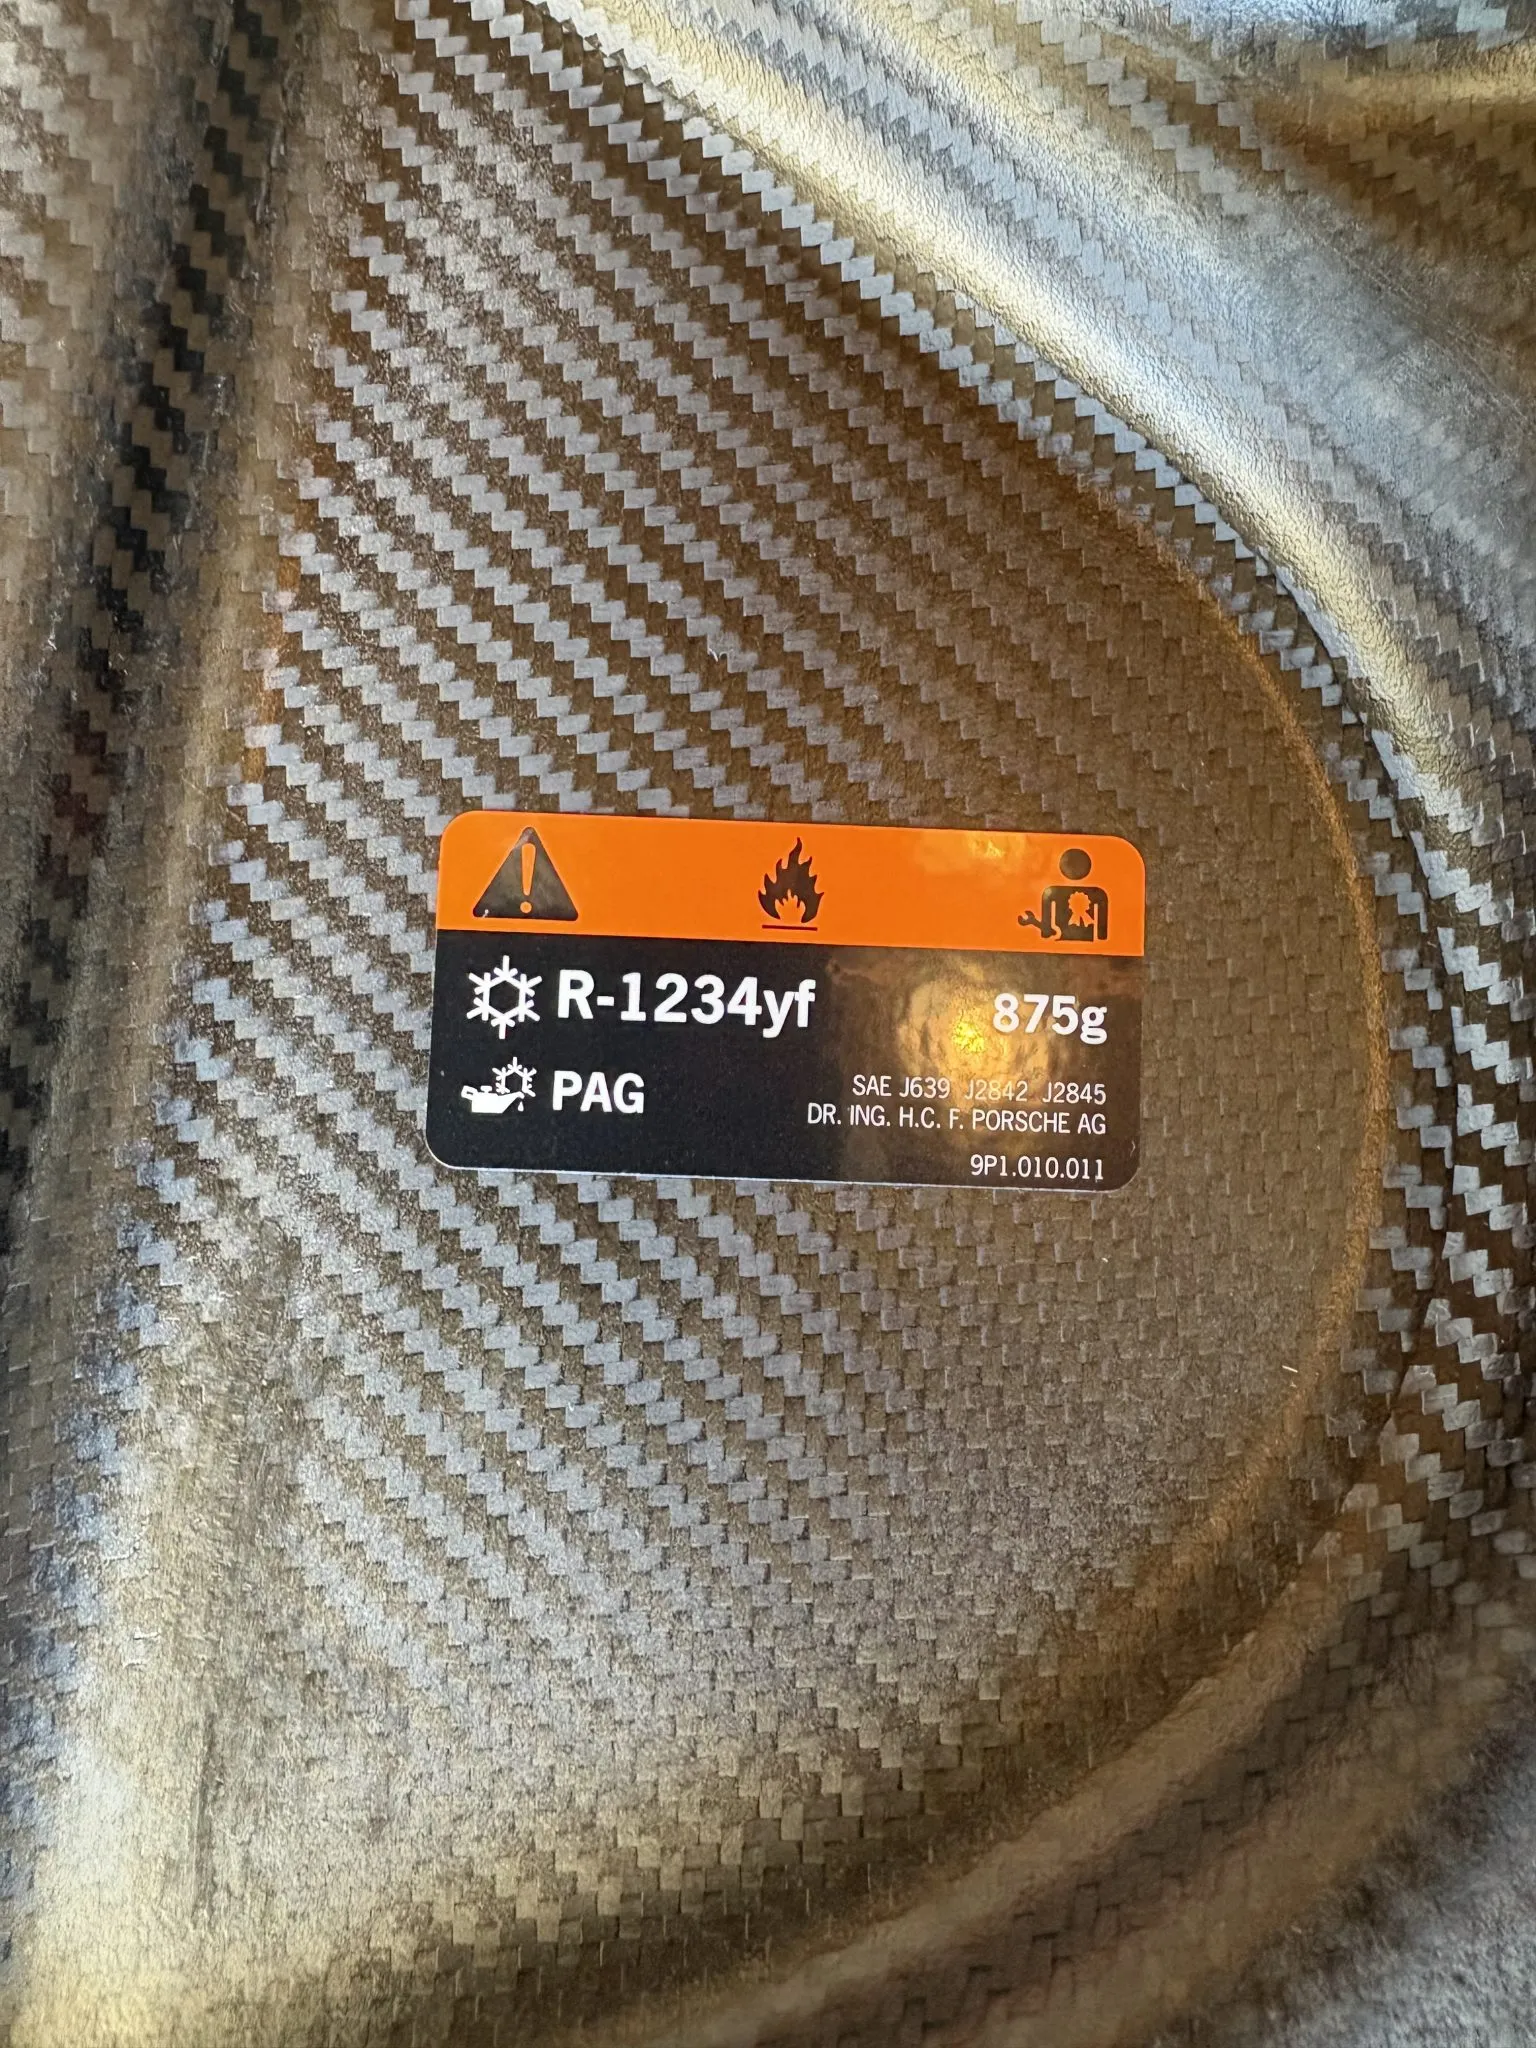 R-1234yf 875g
PAG
SAE J639 J2842 J2845
DR. ING. H.C. F. PORSCHE AG
9P1.010.011